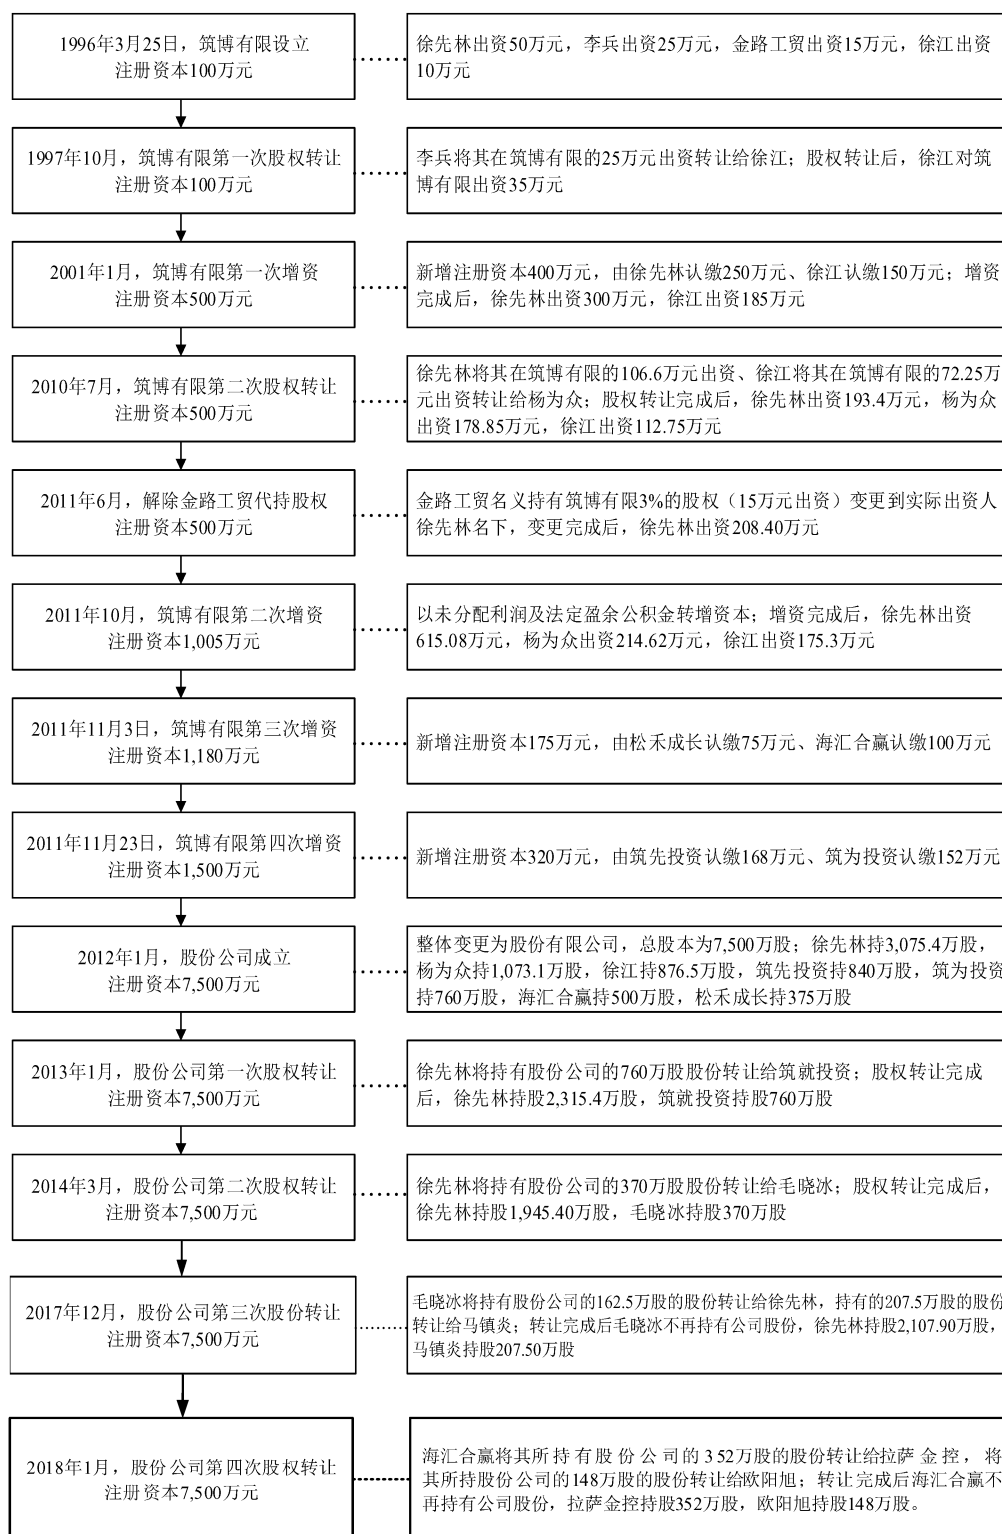 1996年3月25日，筑博有限设立
注册资本100万元
徐先林出资50万元，李兵出资25万元，金路工贸出资15万元，徐江出资
10万元
1997年10月，筑博有限第一次股权转让
注册资本100万元
李兵将其在筑博有限的25万元出资转让给徐江；股权转让后，徐江对筑
博有限出资35万元
2001年1月，筑博有限第一次增资
注册资本500万元
新增注册资本400万元，由徐先林认缴250万元、徐江认缴150万元；增资
完成后，徐先林出资300万元，徐江出资185万元
2010年7月，筑博有限第二次股权转让
注册资本500万元
徐先林将其在筑博有限的106.6万元出资、徐江将其在筑博有限的72.25万
元出资转让给杨为众；股权转让完成后，徐先林出资193.4万元，杨为众
出资178.85万元，徐江出资112.75万元
2011年6月，解除金路工贸代持股权
注册资本500万元
金路工贸名义持有筑博有限3%的股权（15万元出资）变更到实际出资人
徐先林名下，变更完成后，徐先林出资208.40万元
2011年10月，筑博有限第二次增资
注册资本1,005万元
以未分配利润及法定盈余公积金转增资本；增资完成后，徐先林出资
615.08万元，杨为众出资214.62万元，徐江出资175.3万元
2011年11月3日，筑博有限第三次增资
注册资本1,180万元
新增注册资本175万元，由松禾成长认缴75万元、海汇合赢认缴100万元
2011年11月23日，筑博有限第四次增资
注册资本1,500万元
新增注册资本320万元，由筑先投资认缴168万元、筑为投资认缴152万元
2012年1月，股份公司成立
注册资本7,500万元
整体变更为股份有限公司，总股本为7,500万股；徐先林持3,075.4万股，
杨为众持1,073.1万股，徐江持876.5万股，筑先投资持840万股，筑为投资
持760万股，海汇合赢持500万股，松禾成长持375万股
2013年1月，股份公司第一次股权转让
注册资本7,500万元
徐先林将持有股份公司的760万股股份转让给筑就投资；股权转让完成
后，徐先林持股2,315.4万股，筑就投资持股760万股
2014年3月，股份公司第二次股权转让
注册资本7,500万元
徐先林将持有股份公司的370万股股份转让给毛晓冰；股权转让完成后，
徐先林持股1,945.40万股，毛晓冰持股370万股
2017年12月，股份公司第三次股份转让
注册资本7,500万元
毛晓冰将持有股份公司的162.5万股的股份转让给徐先林，持有的207.5万股的股份
转让给马镇炎；转让完成后毛晓冰不再持有公司股份，徐先林持股2,107.90万股，
马镇炎持股207.50万股
2018年1月，股份公司第四次股权转让
注册资本7,500万元
海汇合赢将其所持有股份公司的352万股的股份转让给拉萨金控，将
其所持股份公司的148万股的股份转让给欧阳旭；转让完成后海汇合赢不
再持有公司股份，拉萨金控持股352万股，欧阳旭持股148万股。